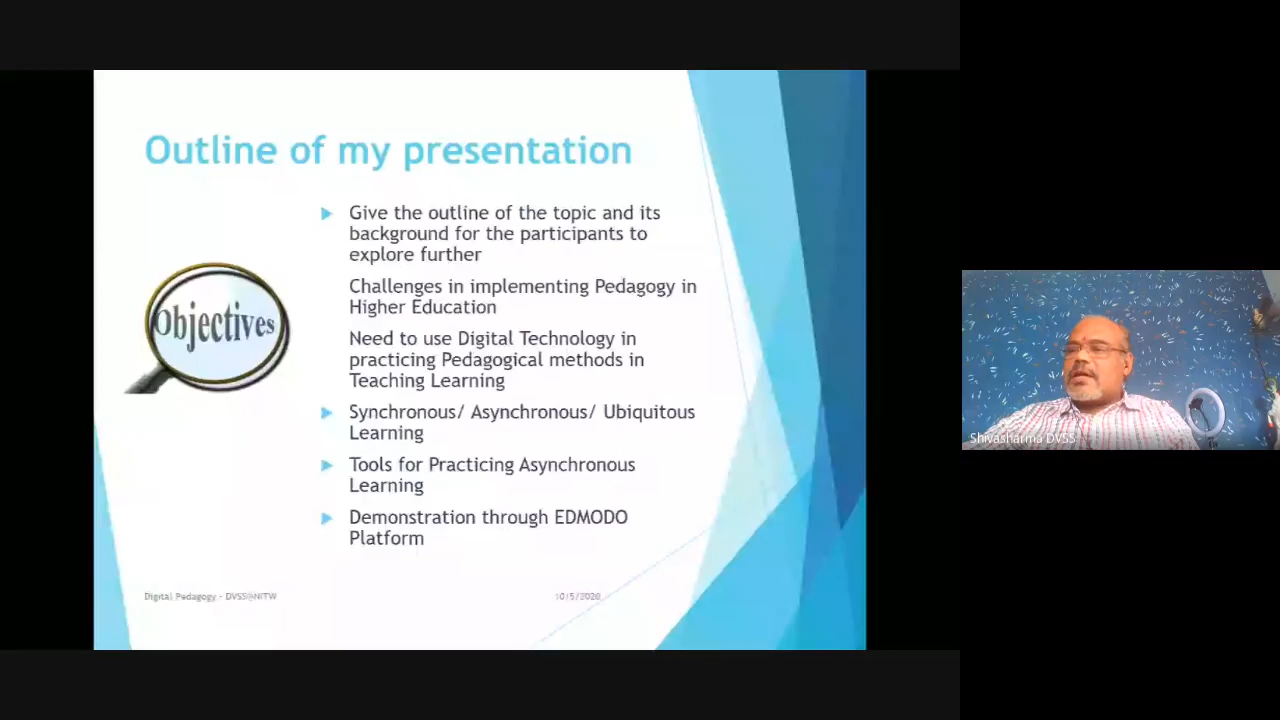 Outline of my presentation
Give the outline of the topic and its
background for the participants to
explore further
Challenges in implementing Pedagogy in
Higher Education
Need to use Digital Technology in
practicing Pedagogical methods in
Teaching Learning
Synchronous/ Asynchronous/ Ubiquitous
Learning
Tools for Practicing Asynchronous
Learning
Demonstration through EDMODO
Platform
Objectives
Digital Pedagogy - DVSS@NITW
10/5/2020
Shivasharma DVSS